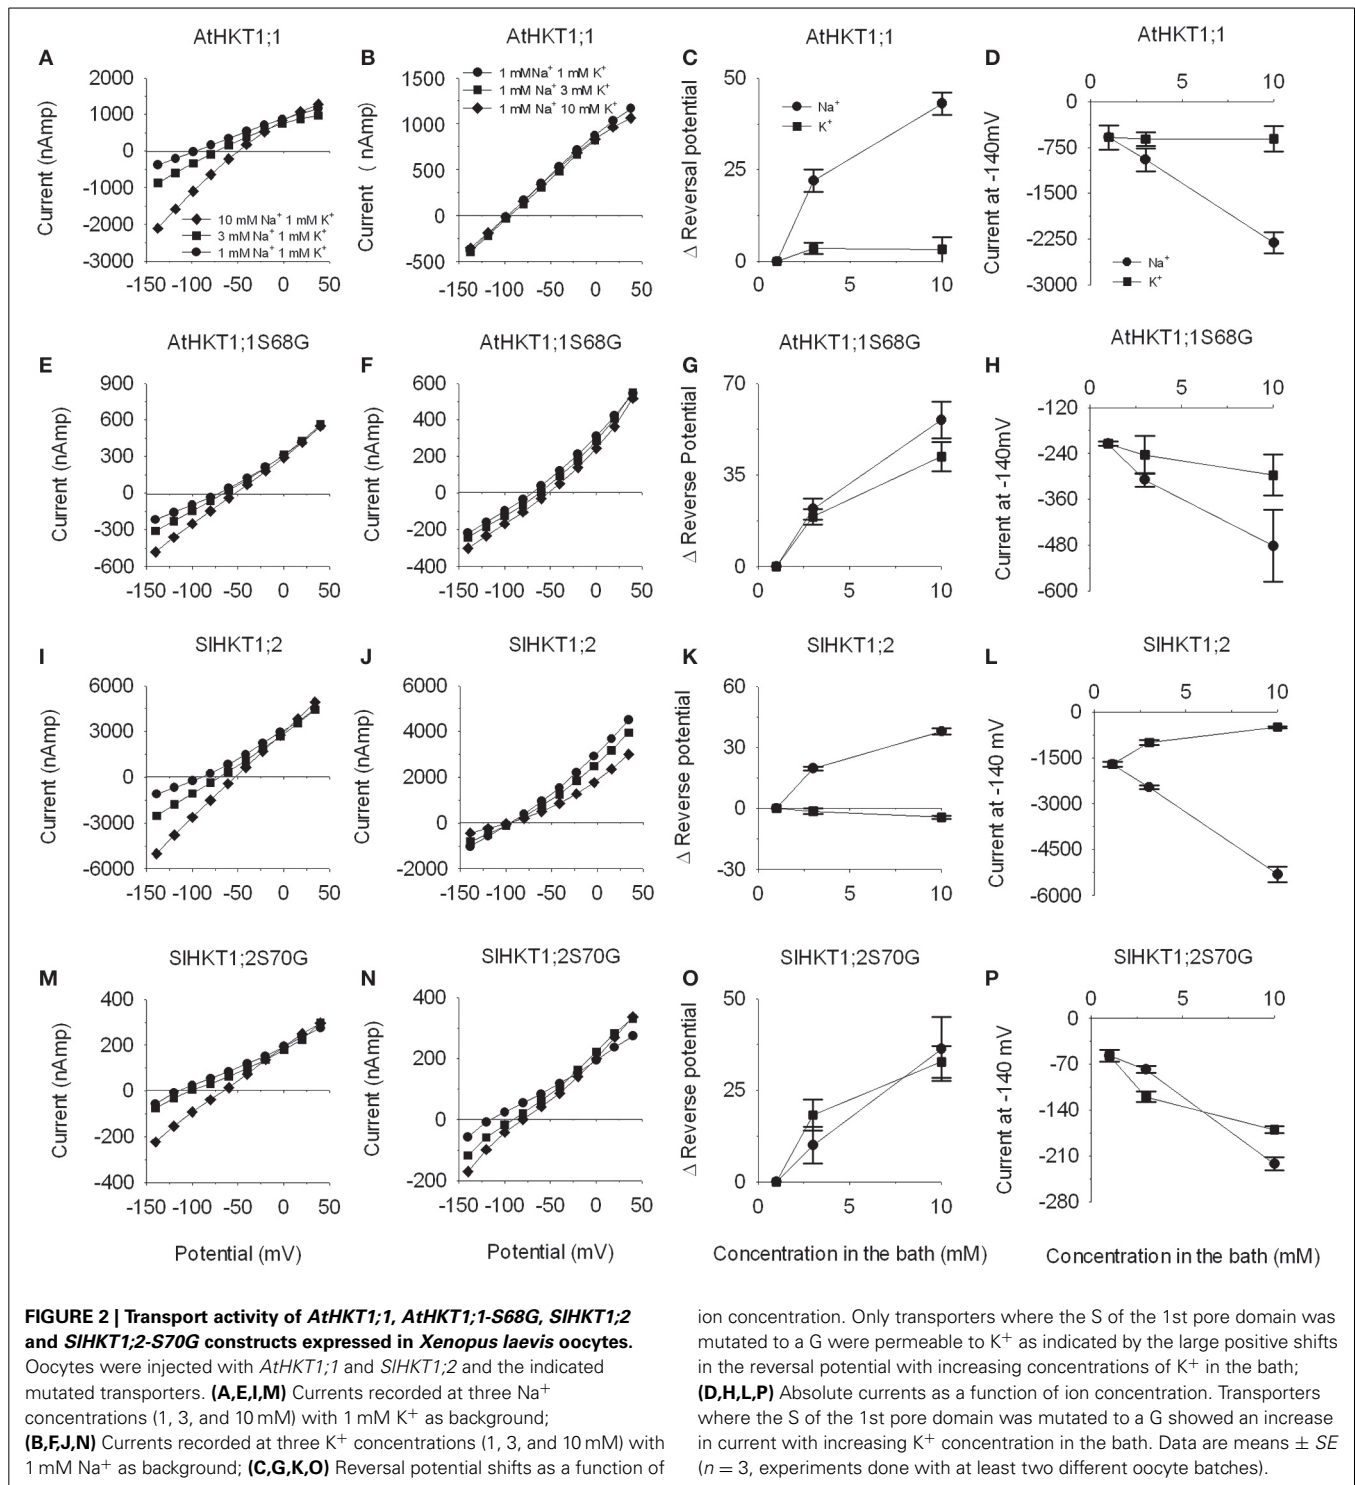 A
AtHKT1;1
Current (nAmp)
2000
1000
0
-1000
-2000
-3000
10 mM Na⁺ 1 mM K⁺
3 mM Na⁺ 1 mM K⁺
1 mM Na⁺ 1 mM K⁺
-150 -100 -50 0 50
B
AtHKT1;1
Current ( nAmp)
1500
1000
500
0
-500
1 mMNa⁺ 1 mM K⁺
1 mM Na⁺ 3 mM K⁺
1 mM Na⁺ 10 mM K⁺
-150 -100 -50 0 50
C
AtHKT1;1
Δ Reversal potential
50
25
0
Na⁺
K⁺
0 5 10
D
AtHKT1;1
0 5 10
Current at -140mV
0
-750
-1500
-2250
-3000
Na⁺
K⁺
E
AtHKT1;1S68G
Current (nAmp)
900
600
300
0
-300
-600
-150 -100 -50 0 50
F
AtHKT1;1S68G
Current (nAmp)
600
400
200
0
-200
-400
-150 -100 -50 0 50
G
AtHKT1;1S68G
Δ Reverse Potential
70
35
0
0 5 10
H
AtHKT1;1S68G
0 5 10
Current at -140mV
-120
-240
-360
-480
-600
I
SlHKT1;2
Current (nAmp)
6000
3000
0
-3000
-6000
-150 -100 -50 0 50
J
SlHKT1;2
Current (nAmp)
6000
4000
2000
0
-2000
-150 -100 -50 0 50
K
SlHKT1;2
Δ Reverse potential
60
30
0
-30
0 5 10
L
SlHKT1;2
0 5 10
Current at -140 mV
0
-1500
-3000
-4500
-6000
M
SlHKT1;2S70G
Current (nAmp)
400
200
0
-200
-400
-150 -100 -50 0 50
Potential (mV)
N
SlHKT1;2S70G
Current (nAmp)
400
200
0
-200
-150 -100 -50 0 50
Potential (mV)
O
SlHKT1;2S70G
Δ Reverse potential
50
25
0
0 5 10
Concentration in the bath (mM)
P
SlHKT1;2S70G
0 5 10
Current at -140 mV
0
-70
-140
-210
-280
Concentration in the bath (mM)
FIGURE 2 | Transport activity of AtHKT1;1, AtHKT1;1-S68G, SlHKT1;2
and SlHKT1;2-S70G constructs expressed in Xenopus laevis oocytes.
Oocytes were injected with AtHKT1;1 and SlHKT1;2 and the indicated
mutated transporters. (A,E,I,M) Currents recorded at three Na⁺
concentrations (1, 3, and 10 mM) with 1 mM K⁺ as background;
(B,F,J,N) Currents recorded at three K⁺ concentrations (1, 3, and 10 mM) with
1 mM Na⁺ as background; (C,G,K,O) Reversal potential shifts as a function of
ion concentration. Only transporters where the S of the 1st pore domain was
mutated to a G were permeable to K⁺ as indicated by the large positive shifts
in the reversal potential with increasing concentrations of K⁺ in the bath;
(D,H,L,P) Absolute currents as a function of ion concentration. Transporters
where the S of the 1st pore domain was mutated to a G showed an increase
in current with increasing K⁺ concentration in the bath. Data are means ± SE
(n = 3, experiments done with at least two different oocyte batches).